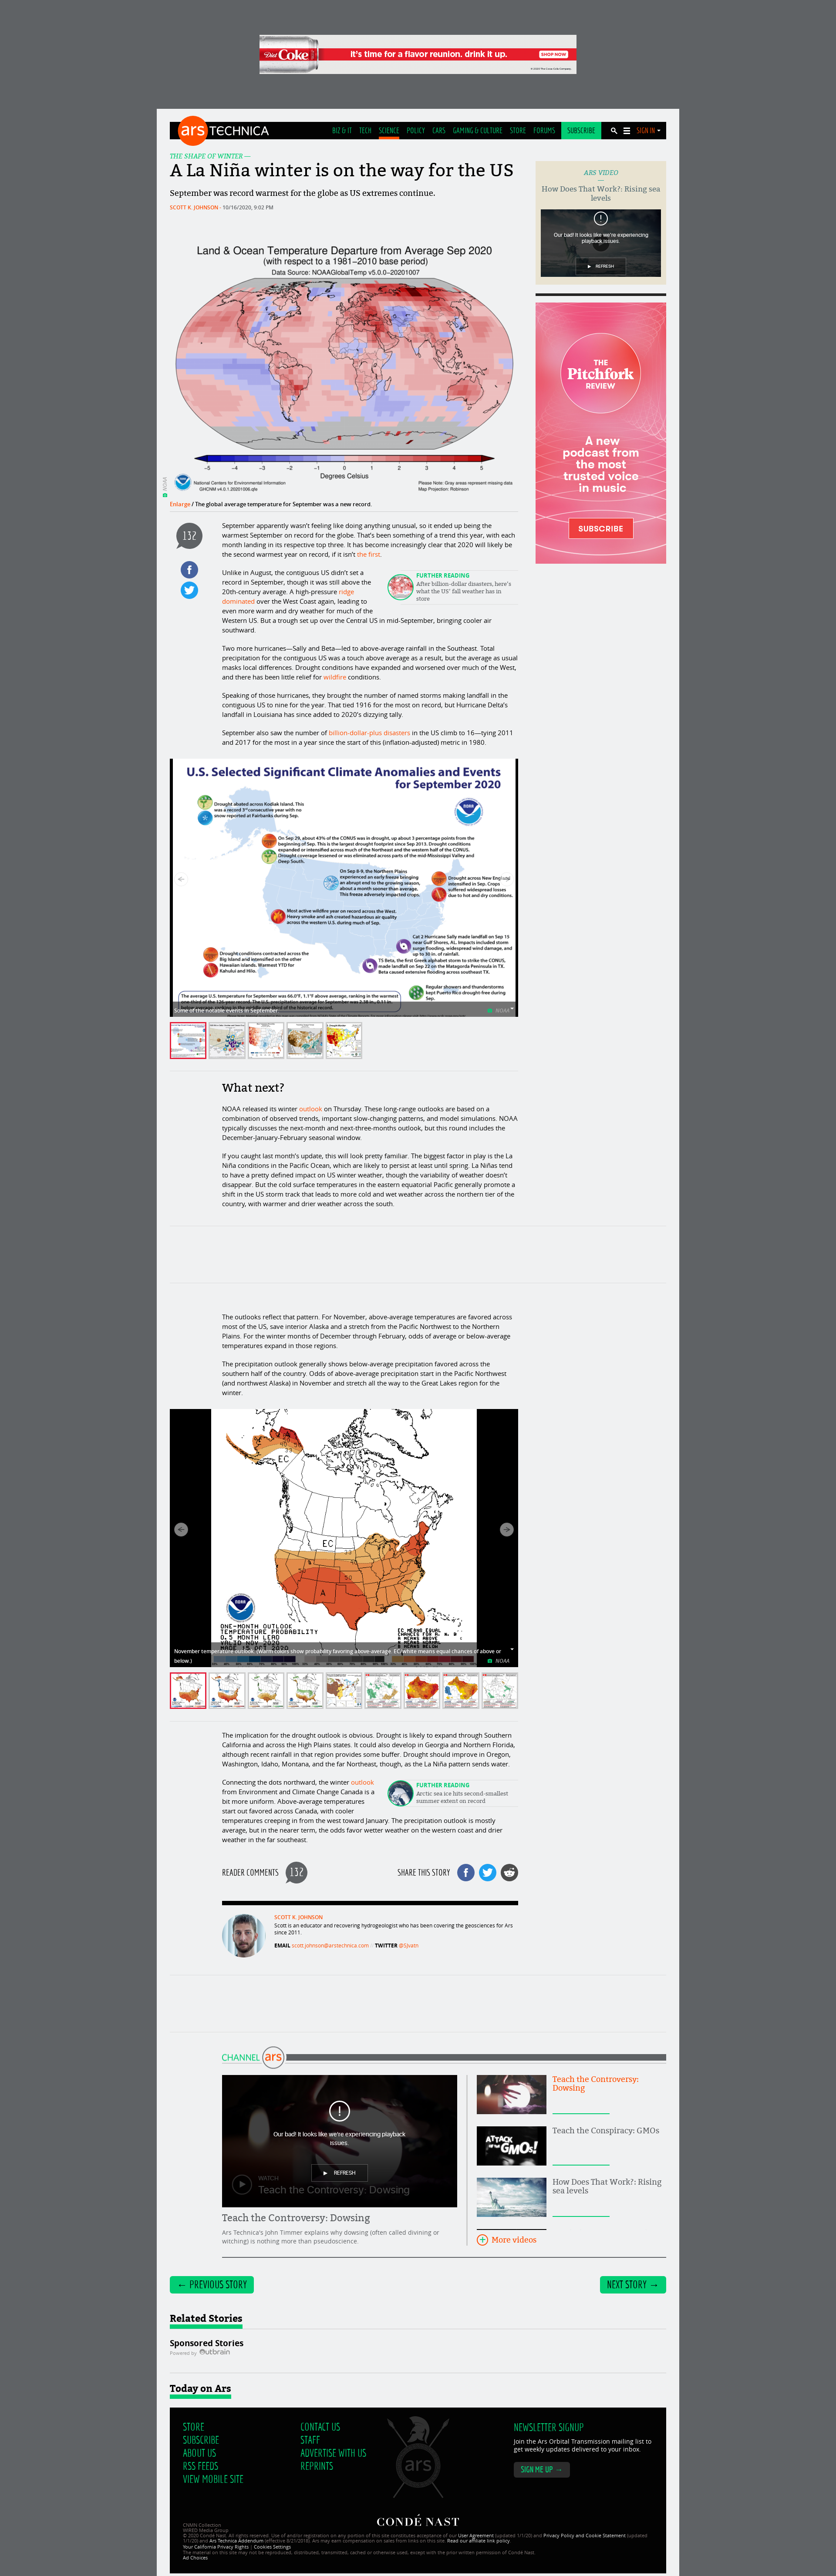 Diet Coke
It's time for a flavor reunion. drink it up.
SHOP NOW
ars TECHNICA
BIZ & IT TECH SCIENCE POLICY CARS GAMING & CULTURE STORE FORUMS SUBSCRIBE SIGN IN
THE SHAPE OF WINTER —
A La Niña winter is on the way for the US
September was record warmest for the globe as US extremes continue.
SCOTT K. JOHNSON - 10/16/2020, 9:02 PM
ARS VIDEO
How Does That Work?: Rising sea
levels
Our bad! It looks like we're experiencing
playback issues.
REFRESH
Land & Ocean Temperature Departure from Average Sep 2020
(with respect to a 1981–2010 base period)
Data Source: NOAAGlobalTemp v5.0.0–20201007
-5 -4 -3 -2 -1 0 1 2 3 4 5
Degrees Celsius
National Centers for Environmental Information
GHCNM v4.0.1.20201006.qfe
Please Note: Gray areas represent missing data
Map Projection: Robinson
NOAA
Enlarge / The global average temperature for September was a new record.
THE
Pitchfork
REVIEW
A new
podcast from
the most
trusted voice
in music
SUBSCRIBE
132
September apparently wasn't feeling like doing anything unusual, so it ended up being the
warmest September on record for the globe. That's been something of a trend this year, with each
month landing in its respective top three. It has become increasingly clear that 2020 will likely be
the second warmest year on record, if it isn't the first.
FURTHER READING
After billion-dollar disasters, here's
what the US' fall weather has in
store
Unlike in August, the contiguous US didn't set a
record in September, though it was still above the
20th-century average. A high-pressure ridge
dominated over the West Coast again, leading to
even more warm and dry weather for much of the
Western US. But a trough set up over the Central US in mid-September, bringing cooler air
southward.
Two more hurricanes—Sally and Beta—led to above-average rainfall in the Southeast. Total
precipitation for the contiguous US was a touch above average as a result, but the average as usual
masks local differences. Drought conditions have expanded and worsened over much of the West,
and there has been little relief for wildfire conditions.
Speaking of those hurricanes, they brought the number of named storms making landfall in the
contiguous US to nine for the year. That tied 1916 for the most on record, but Hurricane Delta's
landfall in Louisiana has since added to 2020's dizzying tally.
September also saw the number of billion-dollar-plus disasters in the US climb to 16—tying 2011
and 2017 for the most in a year since the start of this (inflation-adjusted) metric in 1980.
U.S. Selected Significant Climate Anomalies and Events
for September 2020
Drought abated across Kodiak Island. This
was a record 3rd consecutive year with no
snow reported at Fairbanks during Sep.
On Sep 29, about 43% of the CONUS was in drought, up about 3 percentage points from the
beginning of Sep. This is the largest drought footprint since Sep 2013. Drought conditions
expanded or intensified across much of the Northeast and the western half of the CONUS.
Drought coverage lessened or was eliminated across parts of the mid-Mississippi Valley and
Deep South.
On Sep 8-9, the Northern Plains
experienced an early freeze bringing
an abrupt end to the growing season,
about a month sooner than average.
This freeze adversely impacted crops.
Drought across New England
intensified in Sep. Crops
suffered widespread losses
due to hot and dry conditions.
Most active wildfire year on record across the West.
Heavy smoke and ash created hazardous air quality
across the western U.S. during much of Sep.
Cat 2 Hurricane Sally made landfall on Sep 15
near Gulf Shores, AL. Impacts included storm
surge flooding, widespread wind damage, and
up to 30 in. of rainfall.
TS Beta, the first Greek alphabet storm to strike the CONUS,
made landfall on Sep 22 on Matagorda Peninsula in TX.
Beta caused extensive flooding across southeast TX.
Drought conditions contracted across the
Big Island and intensified on the other
Hawaiian Islands. Warmest YTD for
Kahului and Hilo.
Regular showers and thunderstorms
kept Puerto Rico drought-free during
Sep.
Some of the notable events in September.
NOAA
What next?
NOAA released its winter outlook on Thursday. These long-range outlooks are based on a
combination of observed trends, important slow-changing patterns, and model simulations. NOAA
typically discusses the next-month and next-three-months outlook, but this round includes the
December-January-February seasonal window.
If you caught last month's update, this will look pretty familiar. The biggest factor in play is the La
Niña conditions in the Pacific Ocean, which are likely to persist at least until spring. La Niñas tend
to have a pretty defined impact on US winter weather, though the variability of weather doesn't
disappear. But the cold surface temperatures in the eastern equatorial Pacific generally promote a
shift in the US storm track that leads to more cold and wet weather across the northern tier of the
country, with warmer and drier weather across the south.
The outlooks reflect that pattern. For November, above-average temperatures are favored across
most of the US, save interior Alaska and a stretch from the Pacific Northwest to the Northern
Plains. For the winter months of December through February, odds of average or below-average
temperatures expand in those regions.
The precipitation outlook generally shows below-average precipitation favored across the
southern half of the country. Odds of above-average precipitation start in the Pacific Northwest
(and northwest Alaska) in November and stretch all the way to the Great Lakes region for the
winter.
EC
EC
A
ONE-MONTH OUTLOOK
TEMPERATURE PROBABILITY
0.5 MONTH LEAD
November temperature outlook. (Warm colors show probability favoring above-average. EC/white means equal chances of above or
below.)
NOAA
The implication for the drought outlook is obvious. Drought is likely to expand through Southern
California and across the High Plains states. It could also develop in Georgia and Northern Florida,
although recent rainfall in that region provides some buffer. Drought should improve in Oregon,
Washington, Idaho, Montana, and the far Northeast, though, as the La Niña pattern sends water.
FURTHER READING
Arctic sea ice hits second-smallest
summer extent on record
Connecting the dots northward, the winter outlook
from Environment and Climate Change Canada is a
bit more uniform. Above-average temperatures
start out favored across Canada, with cooler
temperatures creeping in from the west toward January. The precipitation outlook is mostly
average, but in the nearer term, the odds favor wetter weather on the western coast and drier
weather in the far southeast.
READER COMMENTS 132
SHARE THIS STORY
SCOTT K. JOHNSON
Scott is an educator and recovering hydrogeologist who has been covering the geosciences for Ars
since 2011.
EMAIL scott.johnson@arstechnica.com // TWITTER @SJvatn
CHANNEL ars
Our bad! It looks like we're experiencing playback
issues.
REFRESH
WATCH
Teach the Controversy: Dowsing
Teach the Controversy: Dowsing
Ars Technica's John Timmer explains why dowsing (often called divining or
witching) is nothing more than pseudoscience.
Teach the Controversy:
Dowsing
ATTACK OF THE GMOs!
Teach the Conspiracy: GMOs
How Does That Work?: Rising
sea levels
More videos
← PREVIOUS STORY
NEXT STORY →
Related Stories
Sponsored Stories
Powered by Outbrain
Today on Ars
STORE
SUBSCRIBE
ABOUT US
RSS FEEDS
VIEW MOBILE SITE
CONTACT US
STAFF
ADVERTISE WITH US
REPRINTS
ars
NEWSLETTER SIGNUP
Join the Ars Orbital Transmission mailing list to
get weekly updates delivered to your inbox.
SIGN ME UP →
CONDÉ NAST
CNMN Collection
WIRED Media Group
© 2020 Condé Nast. All rights reserved. Use of and/or registration on any portion of this site constitutes acceptance of our User Agreement (updated 1/1/20) and Privacy Policy and Cookie Statement (updated
1/1/20) and Ars Technica Addendum (effective 8/21/2018). Ars may earn compensation on sales from links on this site. Read our affiliate link policy.
Your California Privacy Rights | Cookies Settings
The material on this site may not be reproduced, distributed, transmitted, cached or otherwise used, except with the prior written permission of Condé Nast.
Ad Choices